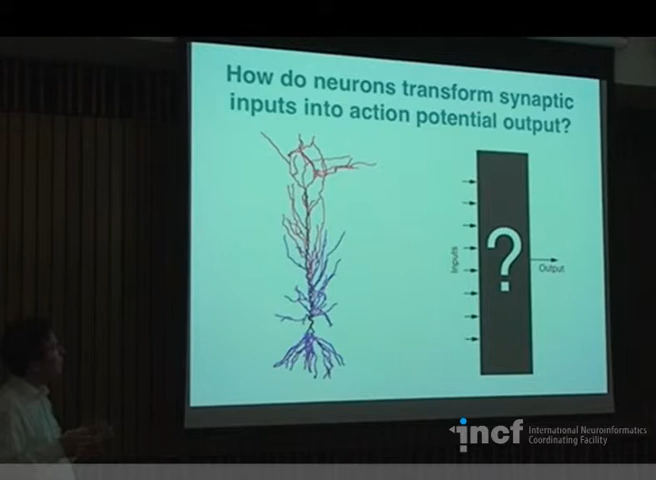 How do neurons transform synaptic
inputs into action potential output?
Inputs
?
Output
incf International Neuroinformatics
Coordinating Facility